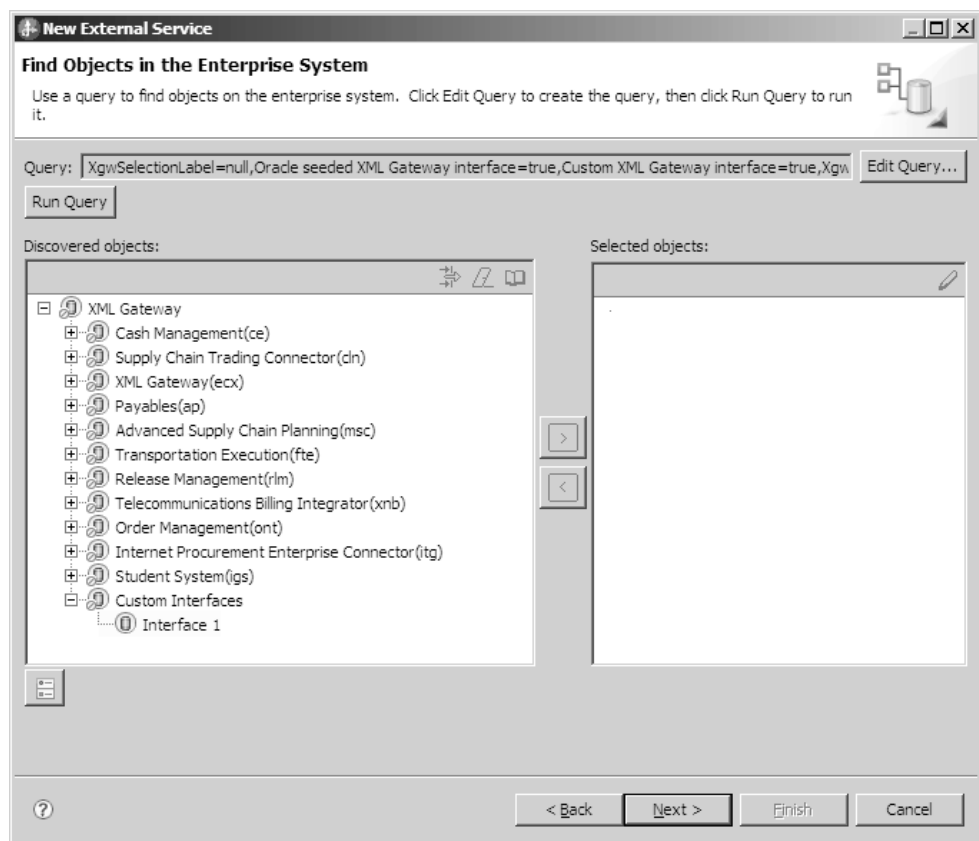 New External Service
Find Objects in the Enterprise System
Use a query to find objects on the enterprise system. Click Edit Query to create the query, then click Run Query to run
it.
Query: XgwSelectionLabel=null,Oracle seeded XML Gateway interface=true,Custom XML Gateway interface=true,Xgw Edit Query...
Run Query
Discovered objects:
Selected objects:
XML Gateway
Cash Management(ce)
Supply Chain Trading Connector(cln)
XML Gateway(ecx)
Payables(ap)
Advanced Supply Chain Planning(msc)
Transportation Execution(fte)
Release Management(rlm)
Telecommunications Billing Integrator(xnb)
Order Management(ont)
Internet Procurement Enterprise Connector(itg)
Student System(igs)
Custom Interfaces
Interface 1
< Back Next > Finish Cancel